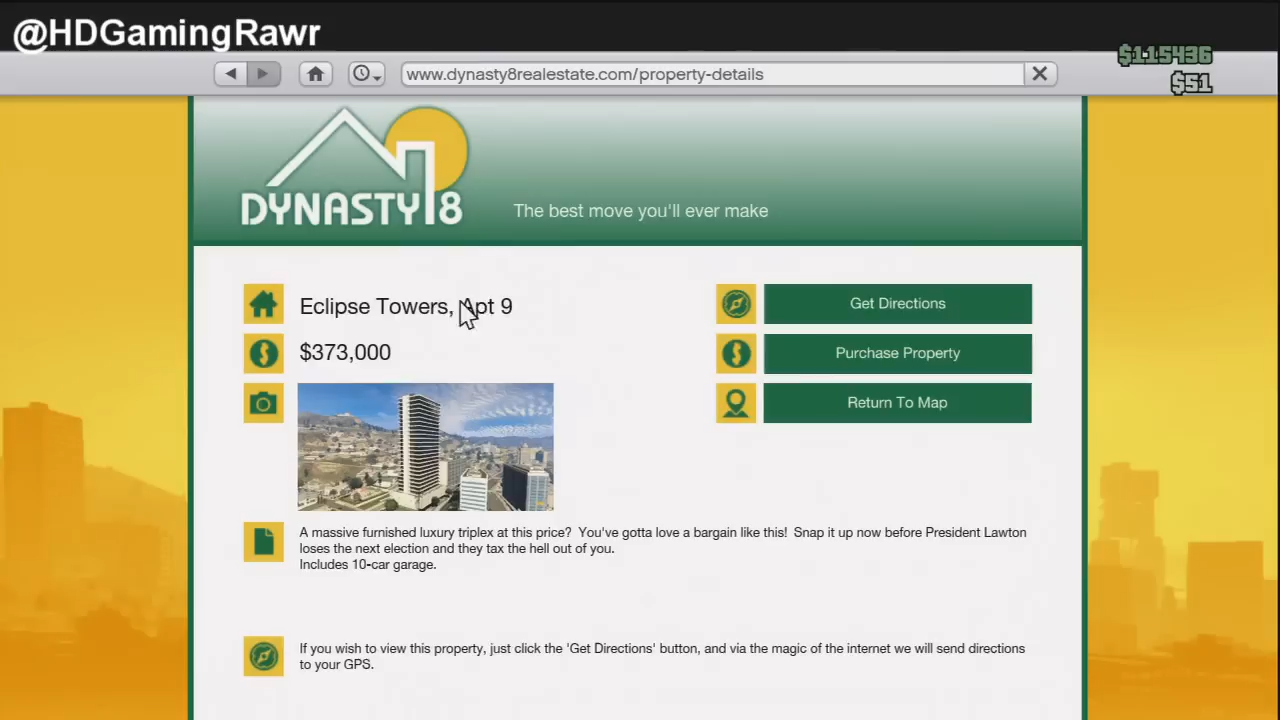 @HDGamingRawr
$115436
www.dynasty8realestate.com/property-details
$51
DYNASTY 8
The best move you'll ever make
Eclipse Towers, Apt 9
Get Directions
$373,000
Purchase Property
Return To Map
A massive furnished luxury triplex at this price?  You've gotta love a bargain like this!  Snap it up now before President Lawton
loses the next election and they tax the hell out of you.
Includes 10-car garage.
If you wish to view this property, just click the 'Get Directions' button, and via the magic of the internet we will send directions
to your GPS.